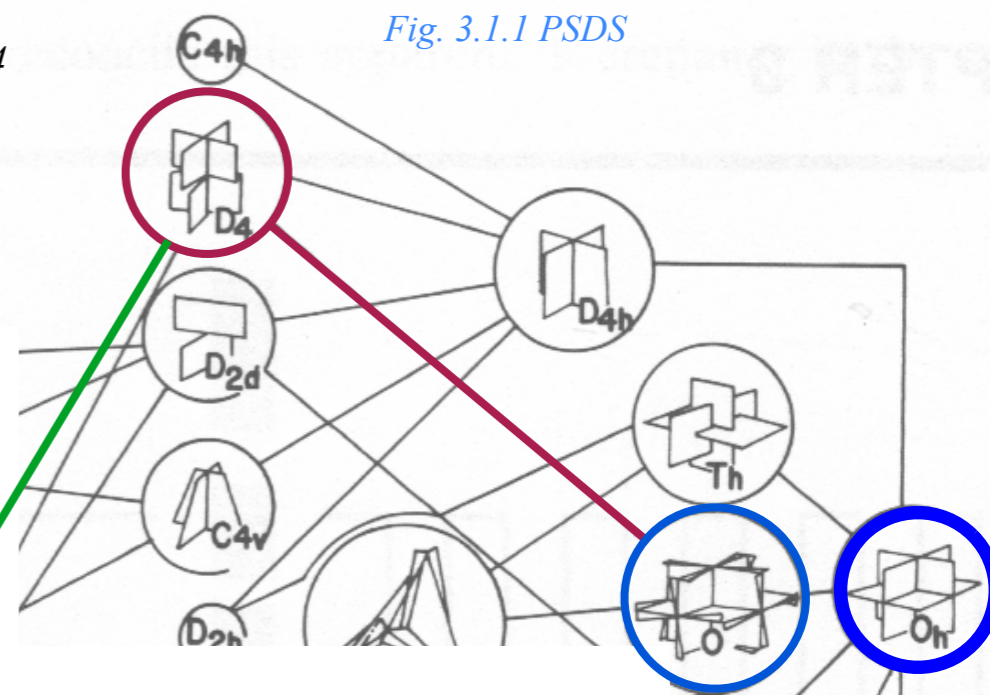 Fig. 3.1.1 PSDS
C4h
D4
D4h
D2d
Th
C4v
D2h
O
Oh